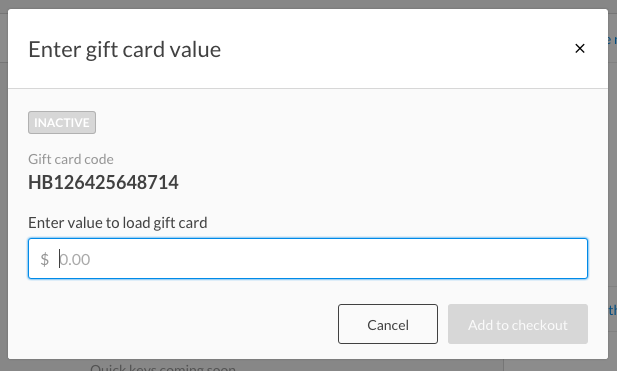 Enter gift card value
×
INACTIVE
Gift card code
HB126425648714
Enter value to load gift card
$ 0.00
Cancel
Add to checkout
Quick keys coming soon